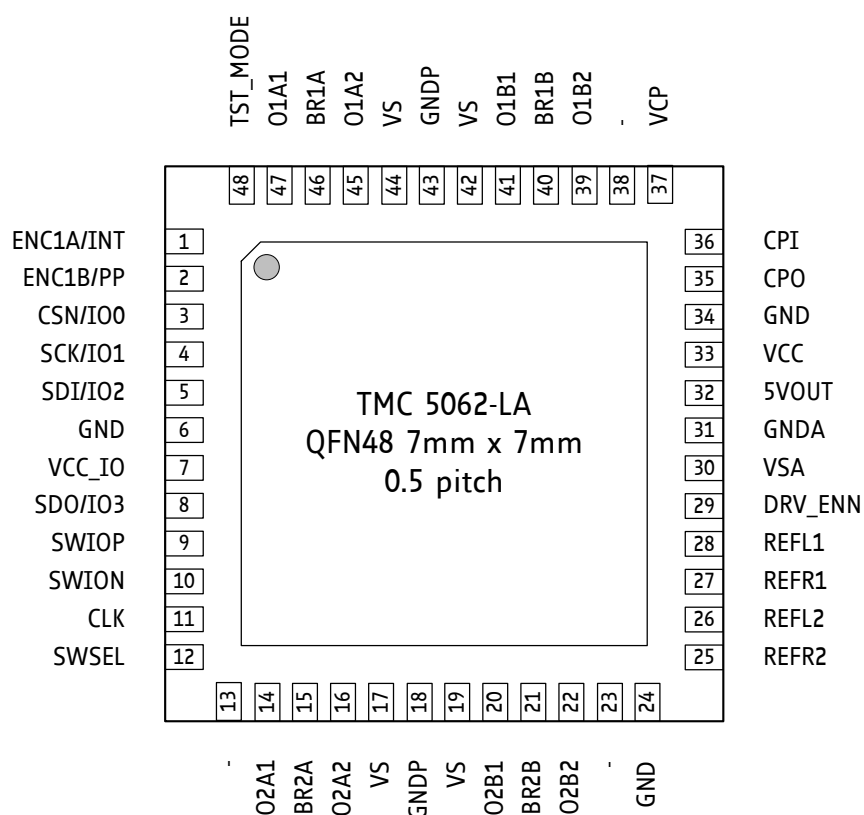 TST_MODE
O1A1
BR1A
O1A2
VS
GNDP
VS
O1B1
BR1B
O1B2
-
VCP
48
47
46
45
44
43
42
41
40
39
38
37
ENC1A/INT 1
ENC1B/PP 2
CSN/IO0 3
SCK/IO1 4
SDI/IO2 5
GND 6
VCC_IO 7
SDO/IO3 8
SWIOP 9
SWION 10
CLK 11
SWSEL 12
TMC 5062-LA
QFN48 7mm x 7mm
0.5 pitch
36 CPI
35 CPO
34 GND
33 VCC
32 5VOUT
31 GNDA
30 VSA
29 DRV_ENN
28 REFL1
27 REFR1
26 REFL2
25 REFR2
13
14
15
16
17
18
19
20
21
22
23
24
-
O2A1
BR2A
O2A2
VS
GNDP
VS
O2B1
BR2B
O2B2
-
GND